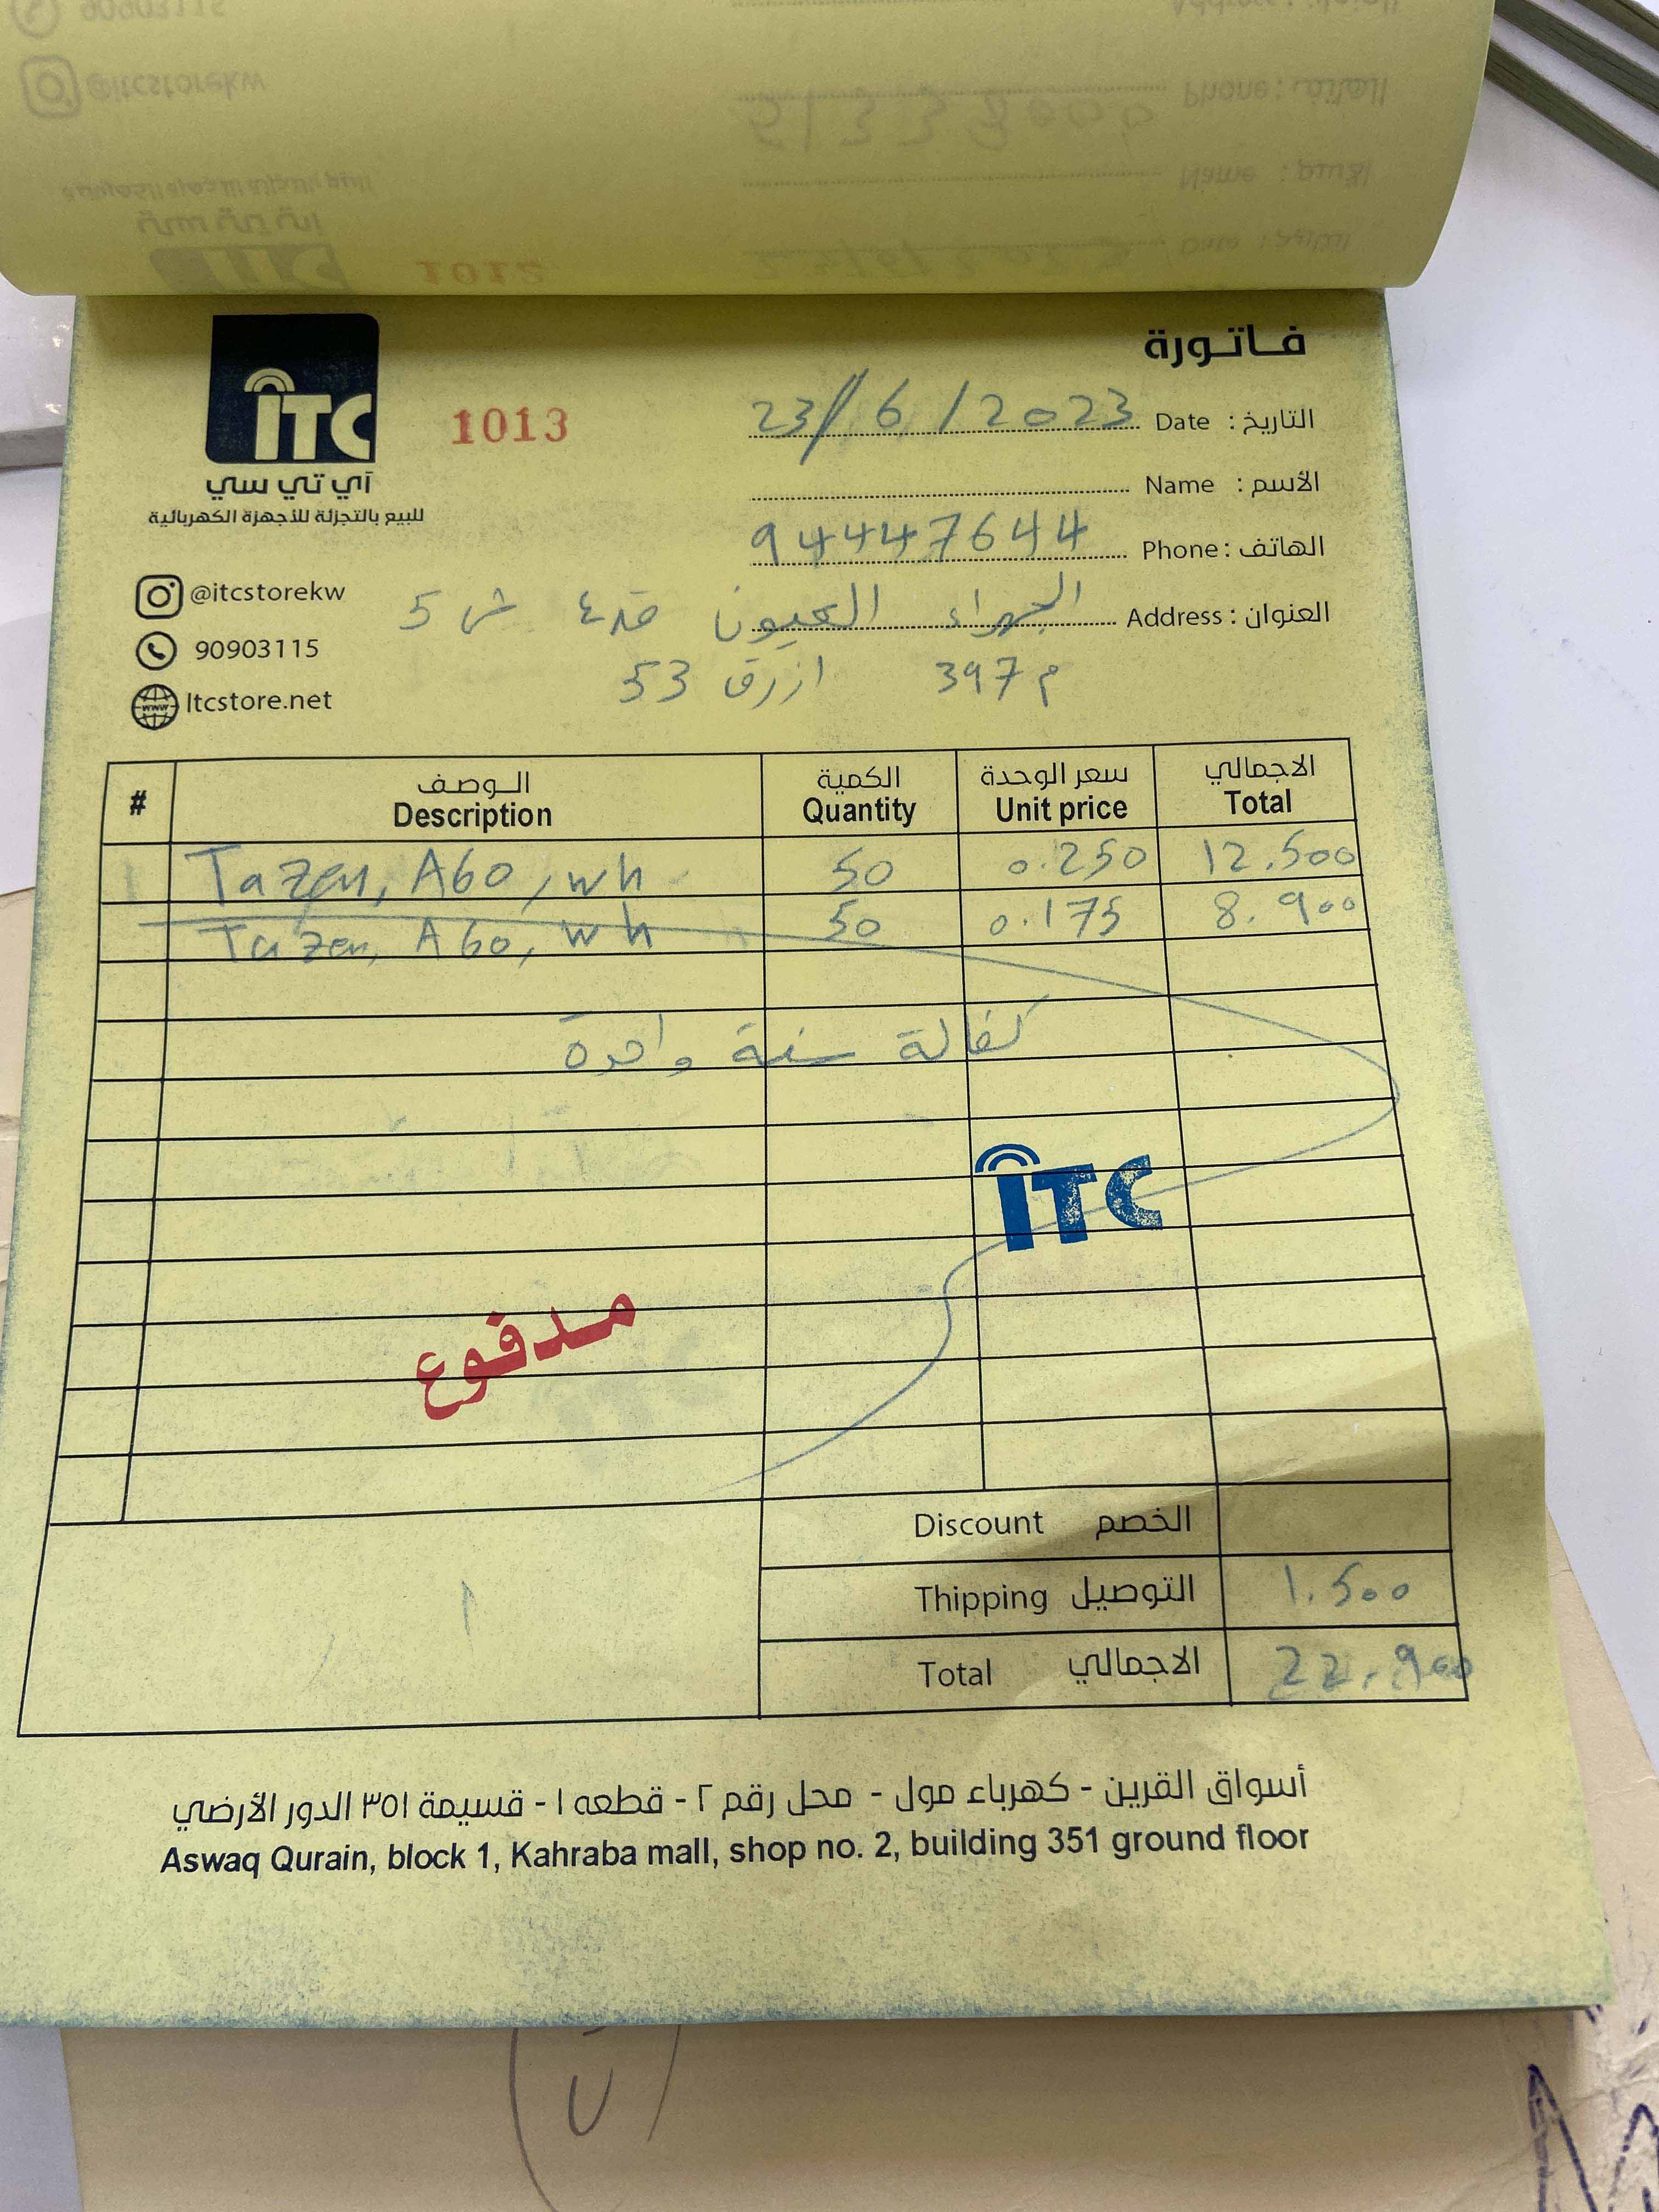 فاتورة
ITC
آي تي سي
للبيع بالتجزئة للأجهزة الكهربائية
1013
التاريخ : Date 23/6/2023
الأسم : Name
الهاتف : Phone 94447644
العنوان : Address الجهراء العيون ق٤ ش 5
م 397 ازرق 53
@itcstorekw
90903115
Itcstore.net
# الـوصـف الكمية سعر الوحدة الاجمالي
Description Quantity Unit price Total
1 Tazen, A60, wh 50 0.250 12.500
Tazen, A60, wh 50 0.175 8.900
كفالة سنة واحدة
ITC
مدفوع
Discount الخصم
Thipping التوصيل 1.500
Total الاجمالي 22.900
أسواق القرين - كهرباء مول - محل رقم ٢ - قطعه ١ - قسيمة ٣٥١ الدور الأرضي
Aswaq Qurain, block 1, Kahraba mall, shop no. 2, building 351 ground floor